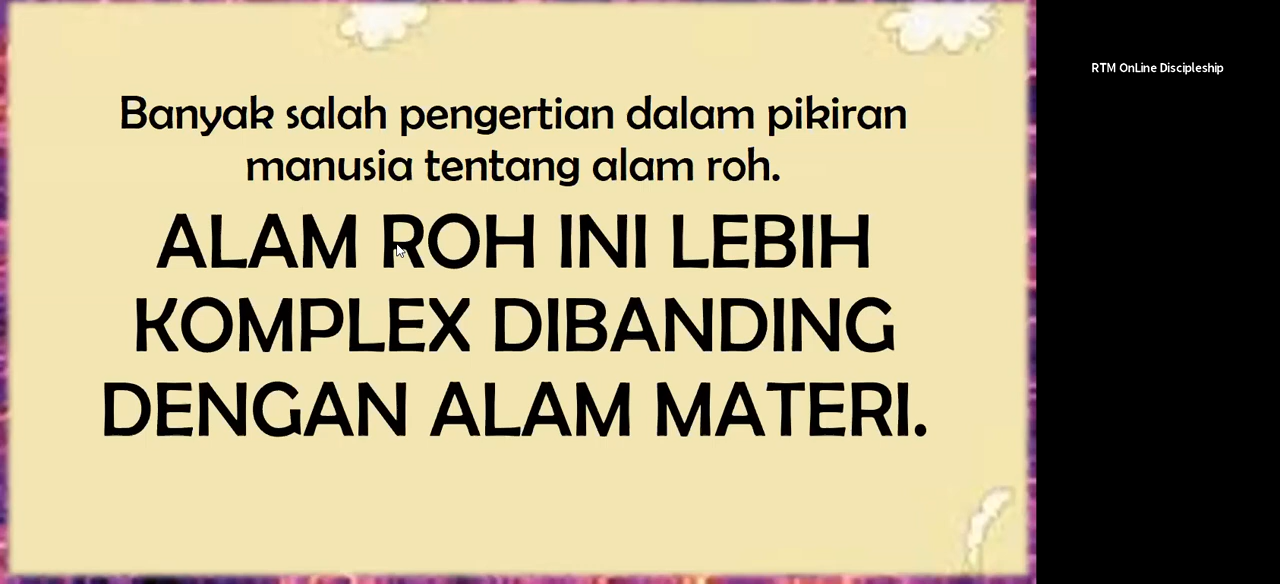 Banyak salah pengertian dalam pikiran
manusia tentang alam roh.
ALAM ROH INI LEBIH
KOMPLEX DIBANDING
DENGAN ALAM MATERI.
RTM OnLine Discipleship